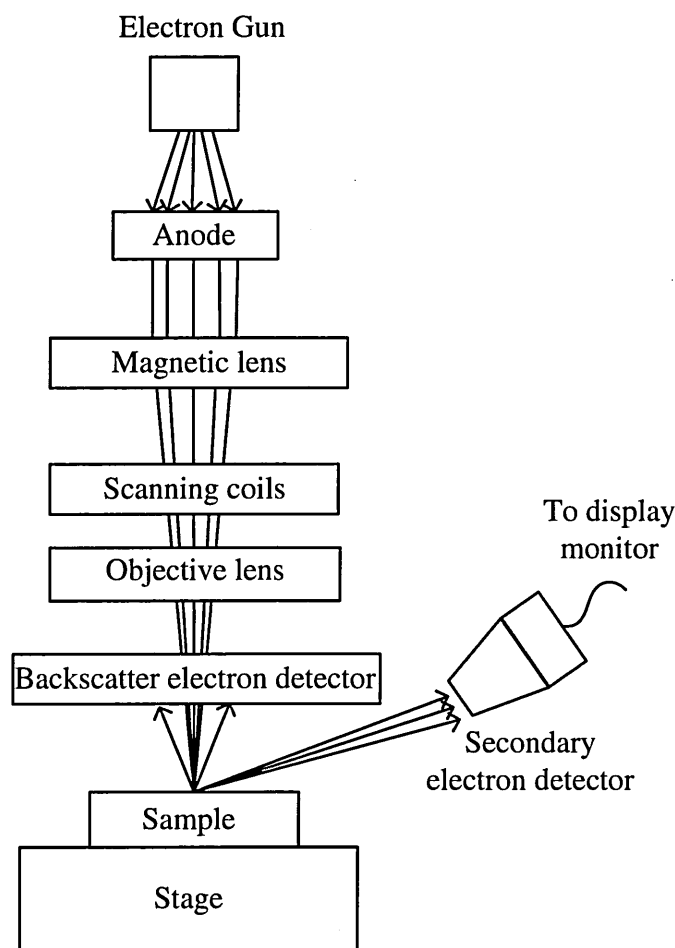 Electron Gun
Anode
Magnetic lens
Scanning coils
To display
monitor
Objective lens
Backscatter electron detector
Secondary
electron detector
Sample
Stage